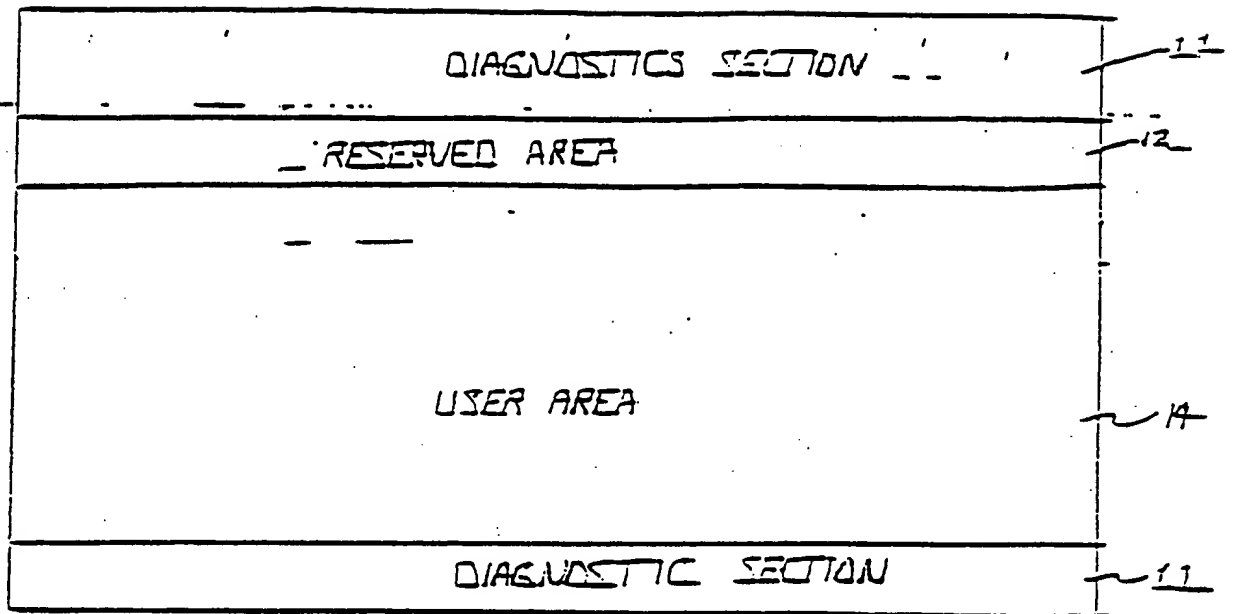 DIAGNOSTICS SECTION 11
RESERVED AREA 12
USER AREA 14
DIAGNOSTIC SECTION 11